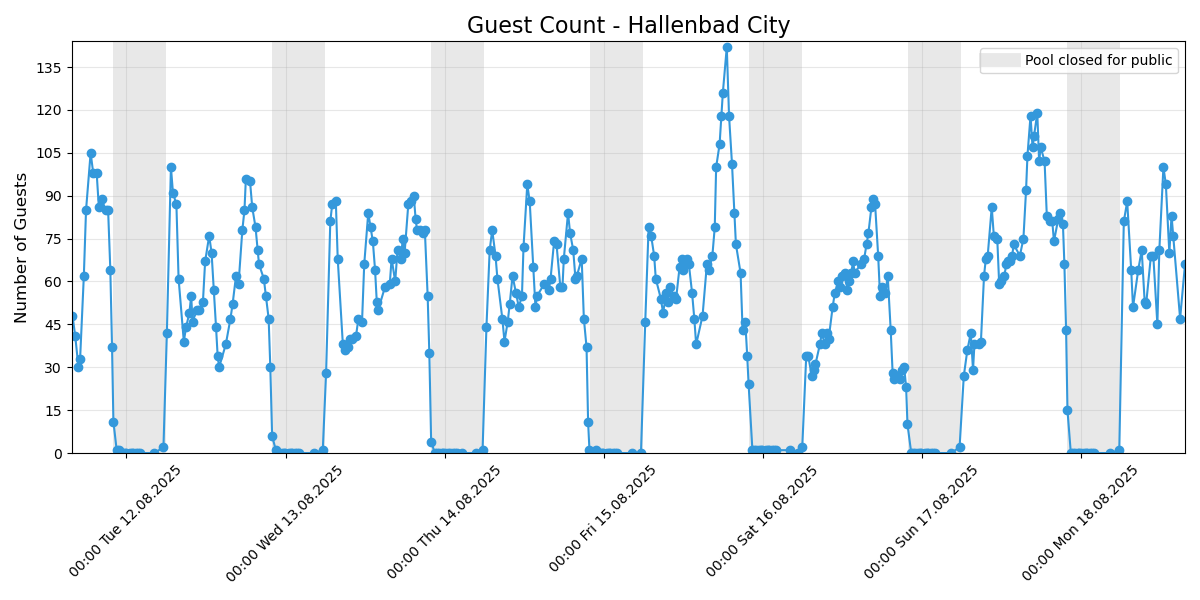 Guest Count - Hallenbad City
Pool closed for public
Number of Guests
135
120
105
90
75
60
45
30
15
0
00:00 Tue 12.08.2025
00:00 Wed 13.08.2025
00:00 Thu 14.08.2025
00:00 Fri 15.08.2025
00:00 Sat 16.08.2025
00:00 Sun 17.08.2025
00:00 Mon 18.08.2025